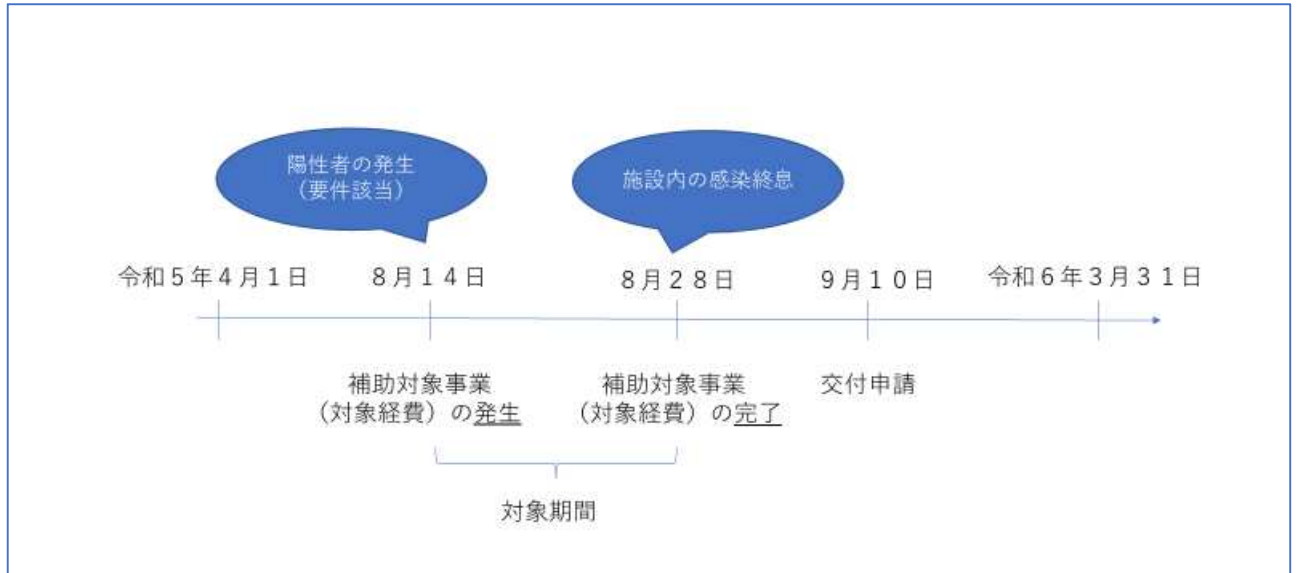 陽性者の発生
（要件該当）
施設内の感染終息
令和５年４月１日
８月１４日
８月２８日
９月１０日
令和６年３月３１日
補助対象事業
（対象経費）の発生
補助対象事業
（対象経費）の完了
交付申請
対象期間